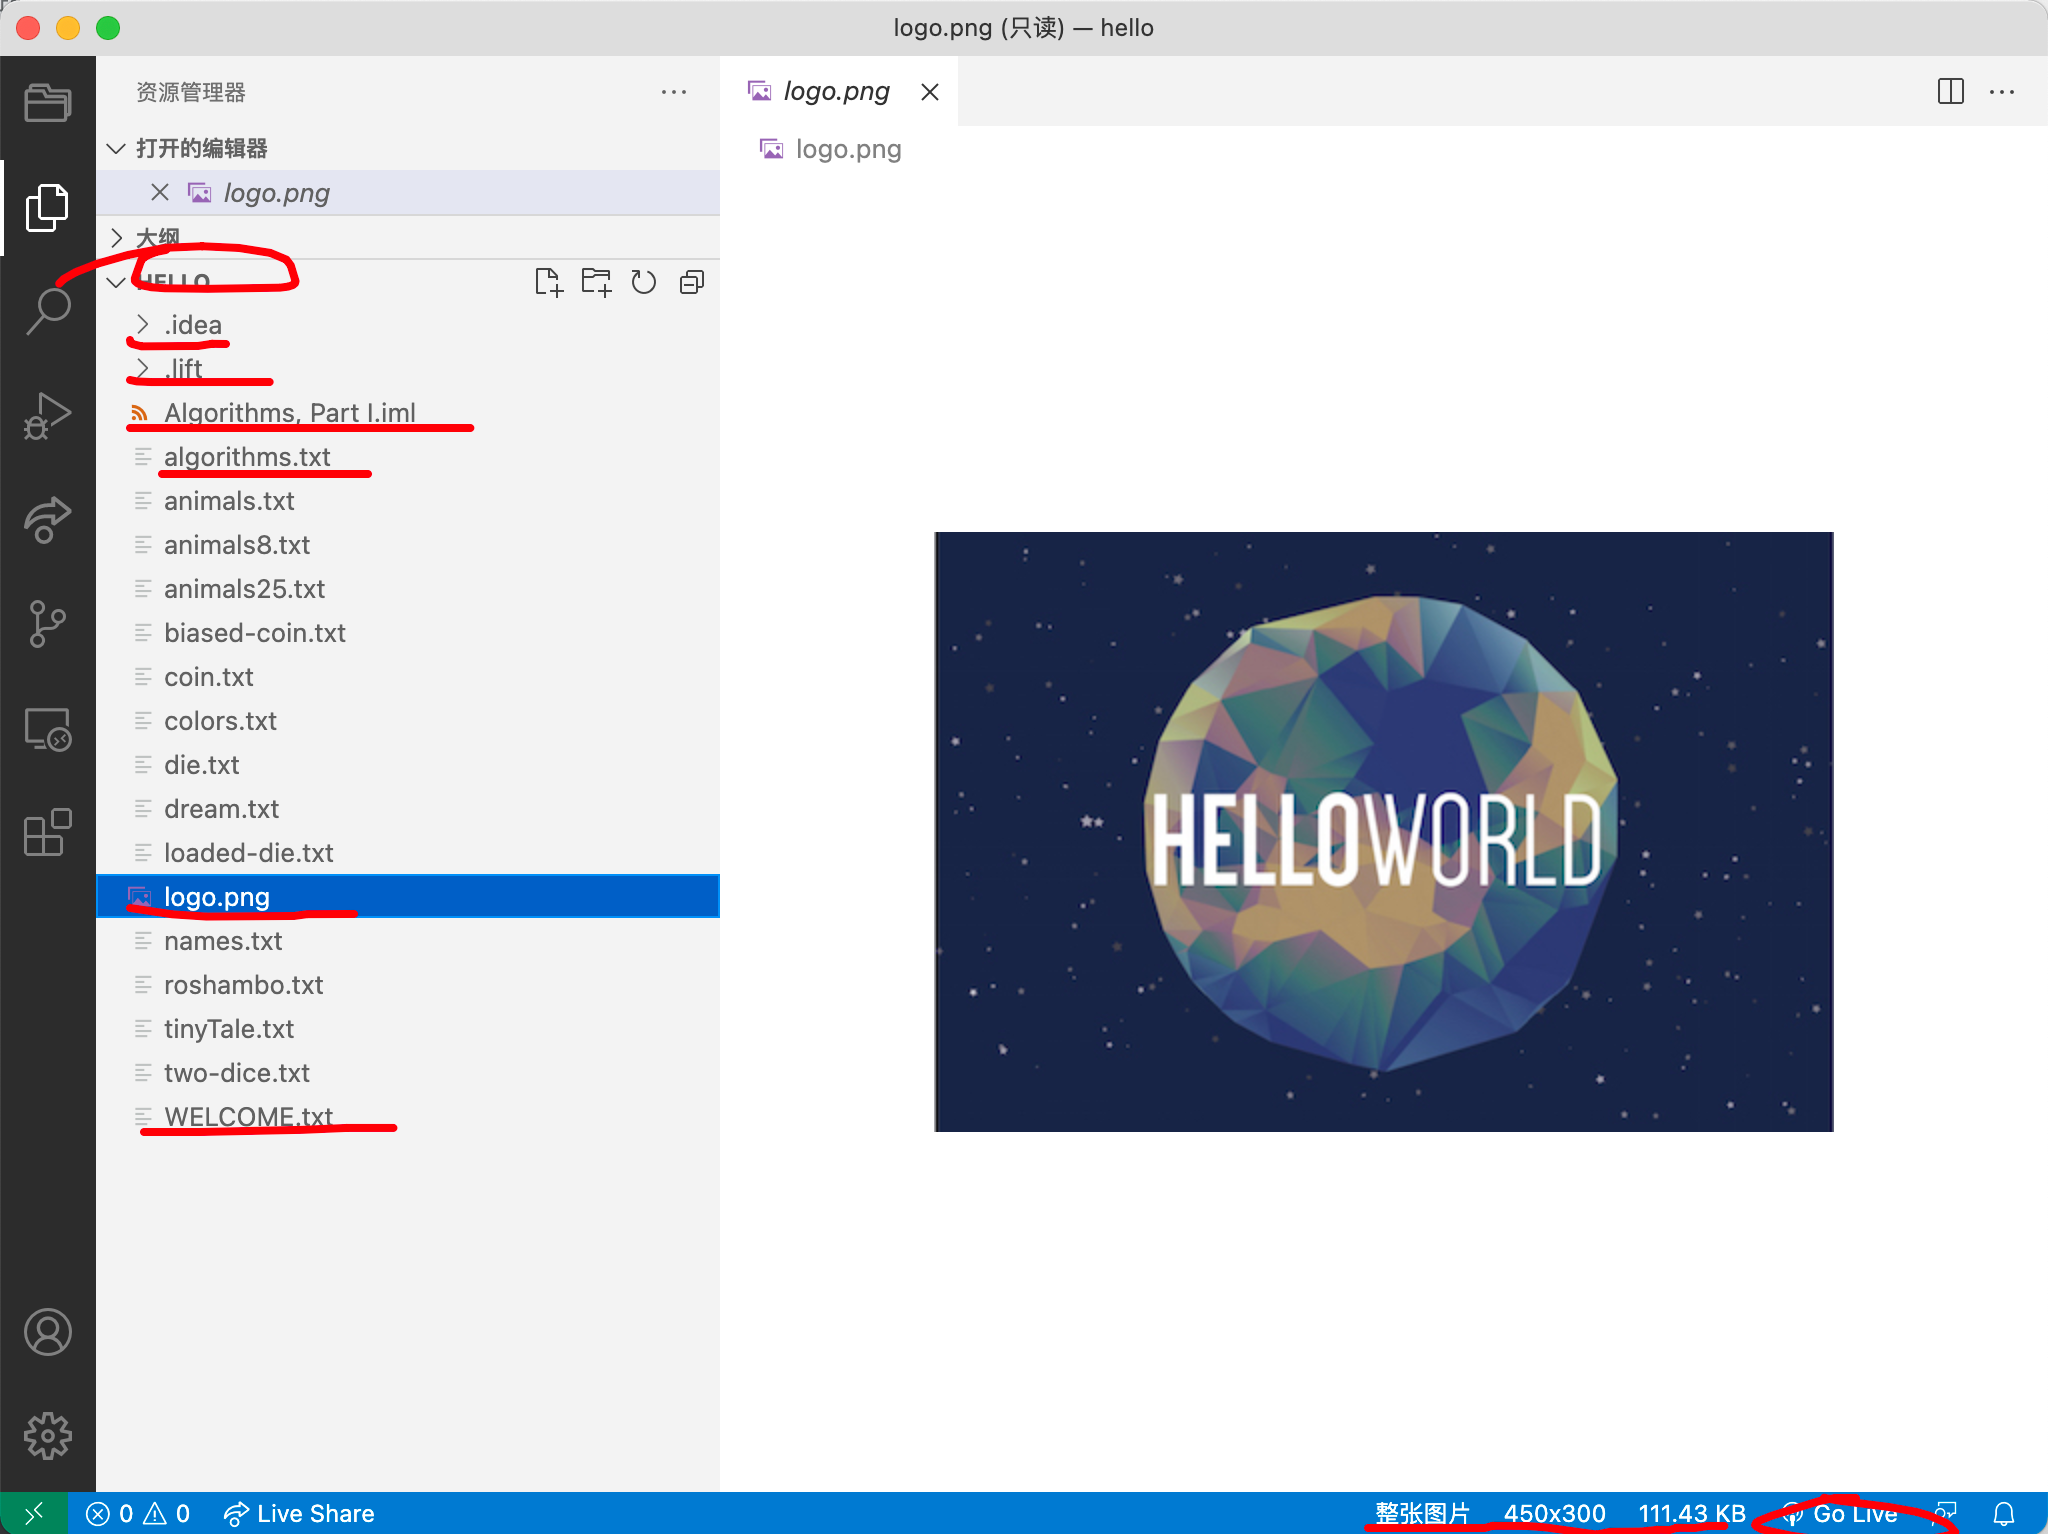 logo.png (只读) — hello
资源管理器
打开的编辑器
logo.png
大纲
HELLO
.idea
.lift
Algorithms, Part I.iml
algorithms.txt
animals.txt
animals8.txt
animals25.txt
biased-coin.txt
coin.txt
colors.txt
die.txt
dream.txt
loaded-die.txt
logo.png
names.txt
roshambo.txt
tinyTale.txt
two-dice.txt
WELCOME.txt
logo.png
logo.png
HELLOWORLD
0 0 Live Share 整张图片 450x300 111.43 KB Go Live